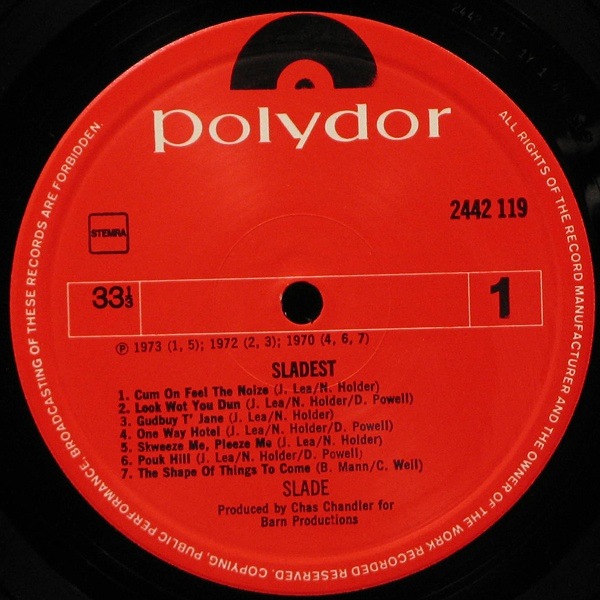 polydor
2442 119
STEMRA
33⅓
1
℗ 1973 (1, 5); 1972 (2, 3); 1970 (4, 6, 7)
SLADEST
1. Cum On Feel The Noize (J. Lea/N. Holder)
2. Look Wot You Dun (J. Lea/N. Holder/D. Powell)
3. Gudbuy T' Jane (J. Lea/N. Holder)
4. One Way Hotel (J. Lea/N. Holder/D. Powell)
5. Skweeze Me, Pleeze Me (J. Lea/N. Holder)
6. Pouk Hill (J. Lea/N. Holder/D. Powell)
7. The Shape Of Things To Come (B. Mann/C. Weil)
SLADE
Produced by Chas Chandler for
Barn Productions
ALL RIGHTS OF THE RECORD MANUFACTURER AND THE OWNER OF THE WORK RECORDED RESERVED. COPYING, PUBLIC PERFORMANCE, BROADCASTING OF THESE RECORDS ARE FORBIDDEN.